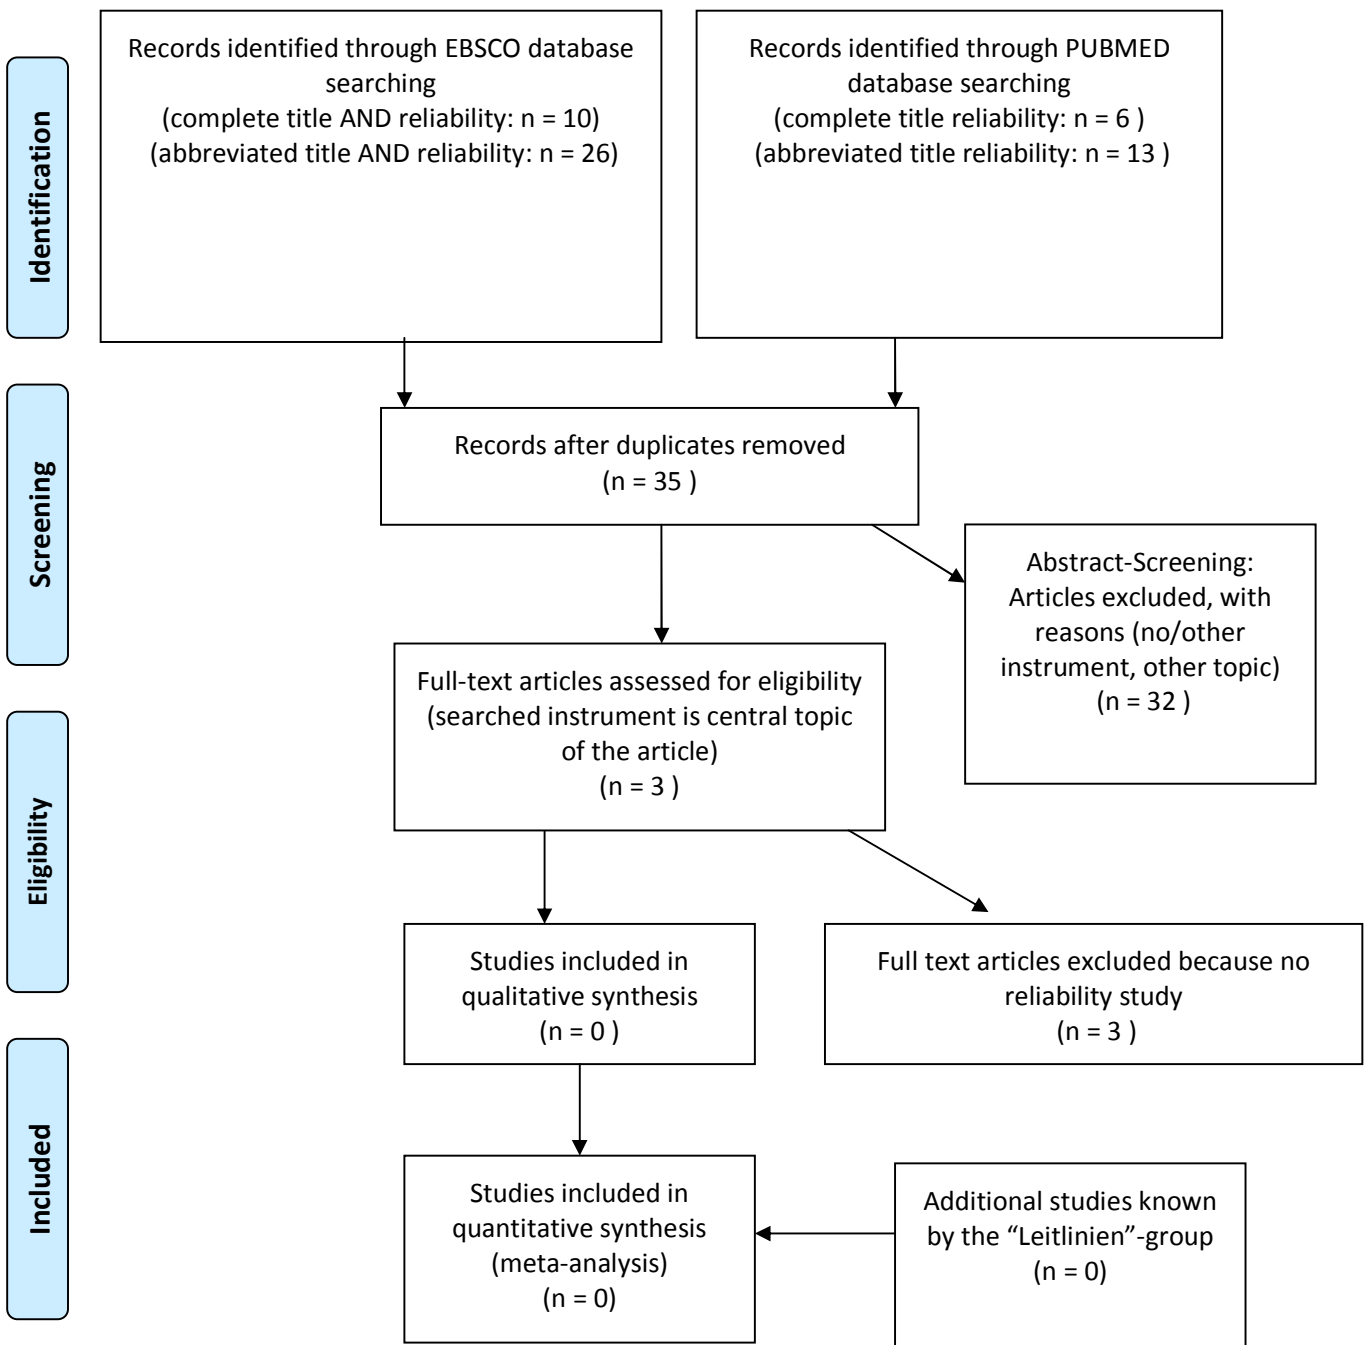 Identification
Records identified through EBSCO database
searching
(complete title AND reliability: n = 10)
(abbreviated title AND reliability: n = 26)
Records identified through PUBMED
database searching
(complete title reliability: n = 6 )
(abbreviated title reliability: n = 13 )
Screening
Records after duplicates removed
(n = 35 )
Abstract-Screening:
Articles excluded, with
reasons (no/other
instrument, other topic)
(n = 32 )
Eligibility
Full-text articles assessed for eligibility
(searched instrument is central topic
of the article)
(n = 3 )
Studies included in
qualitative synthesis
(n = 0 )
Full text articles excluded because no
reliability study
(n = 3 )
Included
Studies included in
quantitative synthesis
(meta-analysis)
(n = 0)
Additional studies known
by the “Leitlinien”-group
(n = 0)